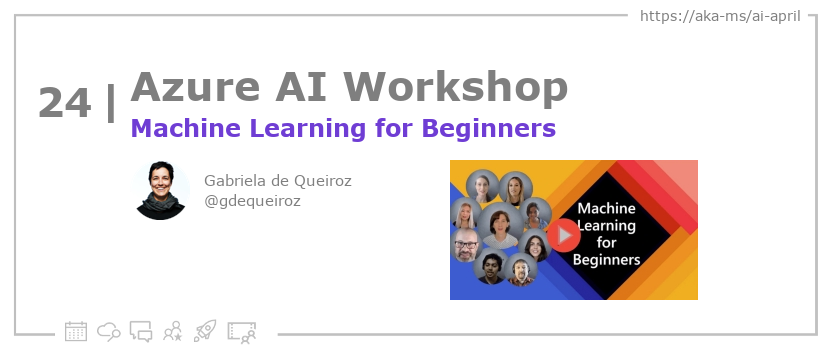 https://aka-ms/ai-april
24 | Azure AI Workshop
Machine Learning for Beginners
Gabriela de Queiroz
@gdequeiroz
Machine
Learning
for
Beginners